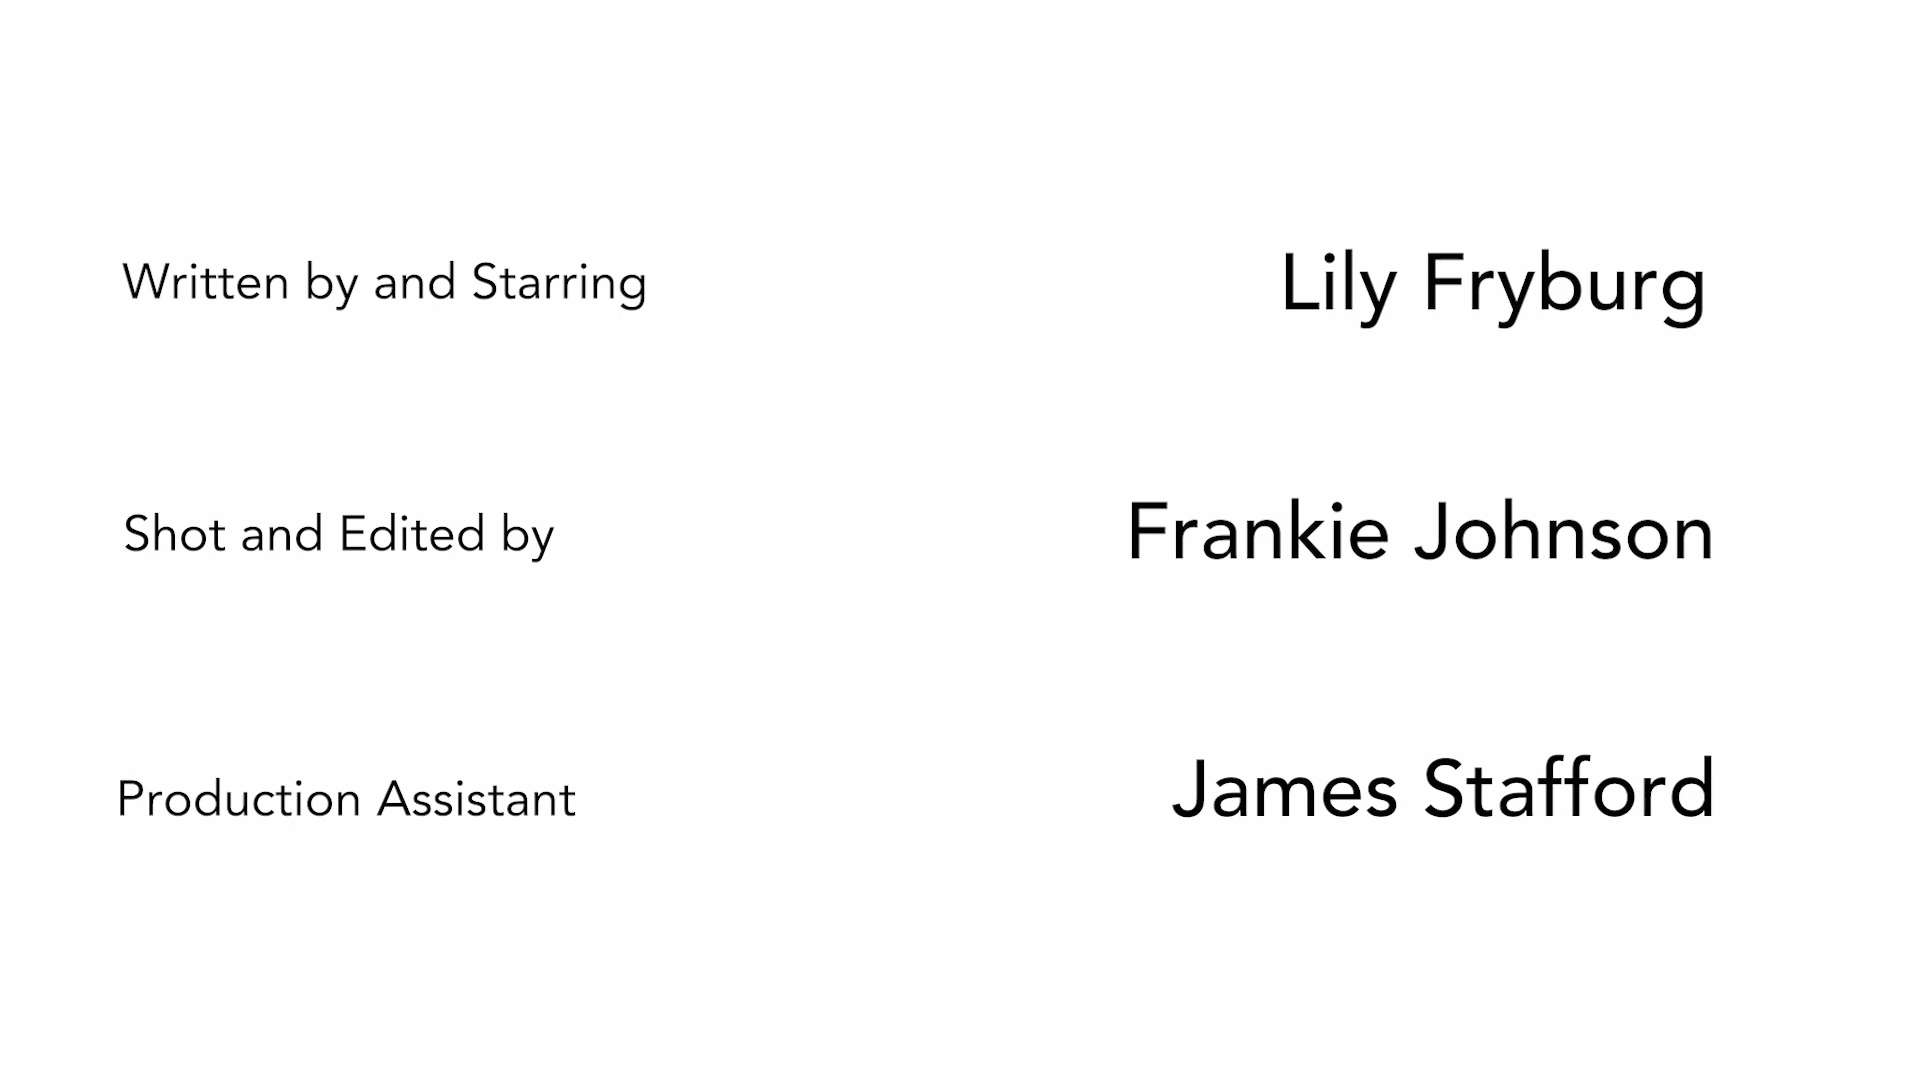 Written by and Starring Lily Fryburg
Shot and Edited by Frankie Johnson
Production Assistant James Stafford